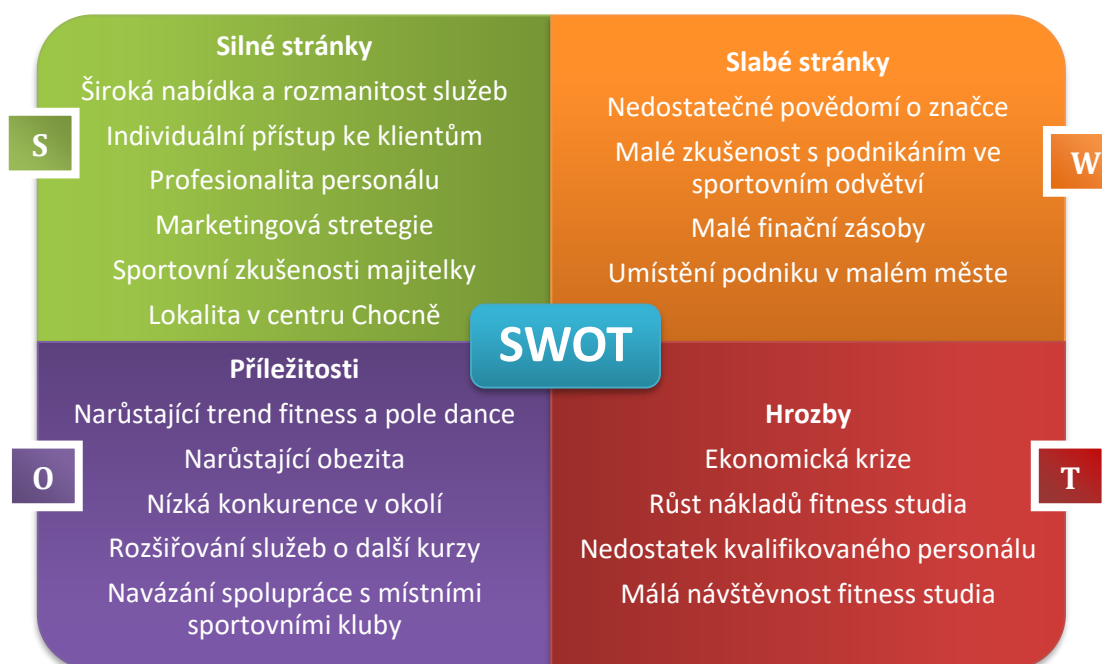 Silné stránky
Široká nabídka a rozmanitost služeb
Individuální přístup ke klientům
Profesionalita personálu
Marketingová stretegie
Sportovní zkušenosti majitelky
Lokalita v centru Chocně
S
Slabé stránky
Nedostatečné povědomí o značce
Malé zkušenost s podnikáním ve
sportovním odvětví
Malé finanční zásoby
Umístění podniku v malém měste
W
SWOT
Příležitosti
Narůstající trend fitness a pole dance
Narůstající obezita
Nízká konkurence v okolí
Rozšiřování služeb o další kurzy
Navázání spolupráce s místními
sportovními kluby
O
Hrozby
Ekonomická krize
Růst nákladů fitness studia
Nedostatek kvalifikovaného personálu
Málá návštěvnost fitness studia
T